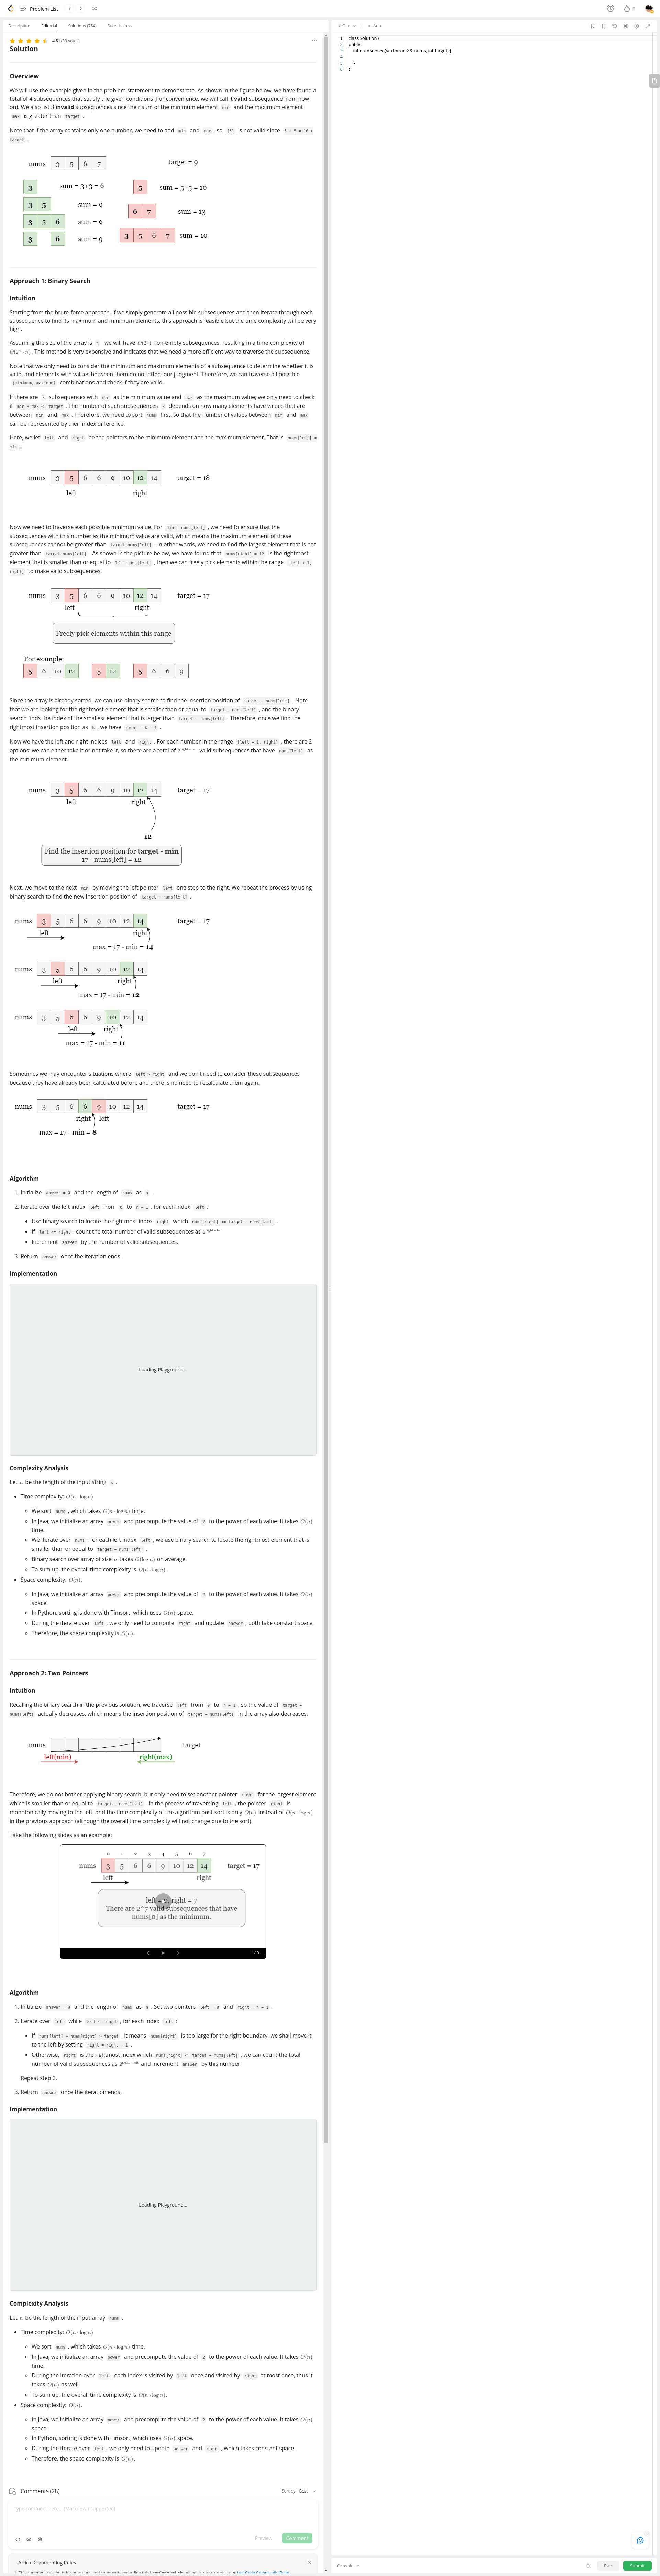 Problem List
Description Editorial Solutions (754) Submissions
4.51 (33 votes)
Solution
Overview
We will use the example given in the problem statement to demonstrate. As shown in the figure below, we have found a
total of 4 subsequences that satisfy the given conditions (For convenience, we will call it valid subsequence from now
on). We also list 3 invalid subsequences since their sum of the minimum element min and the maximum element
max is greater than target .
Note that if the array contains only one number, we need to add min and max , so [5] is not valid since 5 + 5 = 10 >
target .
nums 3 5 6 7 target = 9
3 sum = 3+3 = 6 5 sum = 5+5 = 10
3 5 sum = 9 6 7 sum = 13
3 5 6 sum = 9
3 6 sum = 9 3 5 6 7 sum = 10
Approach 1: Binary Search
Intuition
Starting from the brute-force approach, if we simply generate all possible subsequences and then iterate through each
subsequence to find its maximum and minimum elements, this approach is feasible but the time complexity will be very
high.
Assuming the size of the array is n , we will have O(2ⁿ) non-empty subsequences, resulting in a time complexity of
O(2ⁿ · n). This method is very expensive and indicates that we need a more efficient way to traverse the subsequence.
Note that we only need to consider the minimum and maximum elements of a subsequence to determine whether it is
valid, and elements with values between them do not affect our judgment. Therefore, we can traverse all possible
(minimum, maximum) combinations and check if they are valid.
If there are k subsequences with min as the minimum value and max as the maximum value, we only need to check
if min + max <= target . The number of such subsequences k depends on how many elements have values that are
between min and max . Therefore, we need to sort nums first, so that the number of values between min and max
can be represented by their index difference.
Here, we let left and right be the pointers to the minimum element and the maximum element. That is nums[left] =
min .
nums 3 5 6 6 9 10 12 14 target = 18
left right
Now we need to traverse each possible minimum value. For min = nums[left] , we need to ensure that the
subsequences with this number as the minimum value are valid, which means the maximum element of these
subsequences cannot be greater than target-nums[left] . In other words, we need to find the largest element that is not
greater than target-nums[left] . As shown in the picture below, we have found that nums[right] = 12 is the rightmost
element that is smaller than or equal to 17 - nums[left] , then we can freely pick elements within the range [left + 1,
right] to make valid subsequences.
nums 3 5 6 6 9 10 12 14 target = 17
left right
Freely pick elements within this range
For example:
5 6 10 12 5 12 5 6 6 9
Since the array is already sorted, we can use binary search to find the insertion position of target - nums[left] . Note
that we are looking for the rightmost element that is smaller than or equal to target - nums[left] , and the binary
search finds the index of the smallest element that is larger than target - nums[left] . Therefore, once we find the
rightmost insertion position as k , we have right = k - 1 .
Now we have the left and right indices left and right . For each number in the range [left + 1, right] , there are 2
options: we can either take it or not take it, so there are a total of 2^right - left valid subsequences that have nums[left] as
the minimum element.
nums 3 5 6 6 9 10 12 14 target = 17
left right
12
Find the insertion position for target - min
17 - nums[left] = 12
Next, we move to the next min by moving the left pointer left one step to the right. We repeat the process by using
binary search to find the new insertion position of target - nums[left] .
nums 3 5 6 6 9 10 12 14 target = 17
left right
max = 17 - min = 14
nums 3 5 6 6 9 10 12 14
left right
max = 17 - min = 12
nums 3 5 6 6 9 10 12 14
left right
max = 17 - min = 11
Sometimes we may encounter situations where left > right and we don't need to consider these subsequences
because they have already been calculated before and there is no need to recalculate them again.
nums 3 5 6 6 9 10 12 14 target = 17
right left
max = 17 - min = 8
Algorithm
1. Initialize answer = 0 and the length of nums as n .
2. Iterate over the left index left from 0 to n - 1 , for each index left :
Use binary search to locate the rightmost index right which nums[right] <= target - nums[left] .
If left <= right , count the total number of valid subsequences as 2^right - left
Increment answer by the number of valid subsequences.
3. Return answer once the iteration ends.
Implementation
Loading Playground...
Complexity Analysis
Let n be the length of the input string s .
Time complexity: O(n · log n)
We sort nums , which takes O(n · log n) time.
In Java, we initialize an array power and precompute the value of 2 to the power of each value. It takes O(n)
time.
We iterate over nums , for each left index left , we use binary search to locate the rightmost element that is
smaller than or equal to target - nums[left] .
Binary search over array of size n takes O(log n) on average.
To sum up, the overall time complexity is O(n · log n).
Space complexity: O(n).
In Java, we initialize an array power and precompute the value of 2 to the power of each value. It takes O(n)
space.
In Python, sorting is done with Timsort, which uses O(n) space.
During the iterate over left , we only need to compute right and update answer , both take constant space.
Therefore, the space complexity is O(n).
Approach 2: Two Pointers
Intuition
Recalling the binary search in the previous solution, we traverse left from 0 to n - 1 , so the value of target -
nums[left] actually decreases, which means the insertion position of target - nums[left] in the array also decreases.
nums target
left(min) right(max)
Therefore, we do not bother applying binary search, but only need to set another pointer right for the largest element
which is smaller than or equal to target - nums[left] . In the process of traversing left , the pointer right is
monotonically moving to the left, and the time complexity of the algorithm post-sort is only O(n) instead of O(n · log n)
in the previous approach (although the overall time complexity will not change due to the sort).
Take the following slides as an example:
0 1 2 3 4 5 6 7
nums 3 5 6 6 9 10 12 14 target = 17
left right
right = 7
There are 2^7 valid subsequences that have
nums[0] as the minimum.
1 / 3
Algorithm
1. Initialize answer = 0 and the length of nums as n . Set two pointers left = 0 and right = n - 1 .
2. Iterate over left while left <= right , for each index left :
If nums[left] + nums[right] > target , it means nums[right] is too large for the right boundary, we shall move it
to the left by setting right = right - 1 .
Otherwise, right is the rightmost index which nums[right] <= target - nums[left] , we can count the total
number of valid subsequences as 2^right - left and increment answer by this number.
Repeat step 2.
3. Return answer once the iteration ends.
Implementation
Loading Playground...
Complexity Analysis
Let n be the length of the input array nums .
Time complexity: O(n · log n)
We sort nums , which takes O(n · log n) time.
In Java, we initialize an array power and precompute the value of 2 to the power of each value. It takes O(n)
time.
During the iteration over left , each index is visited by left once and visited by right at most once, thus it
takes O(n) as well.
To sum up, the overall time complexity is O(n · log n).
Space complexity: O(n).
In Java, we initialize an array power and precompute the value of 2 to the power of each value. It takes O(n)
space.
In Python, sorting is done with Timsort, which uses O(n) space.
During the iterate over left , we only need to update answer and right , which takes constant space.
Therefore, the space complexity is O(n).
Comments (28) Sort by: Best
Type comment here... (Markdown supported)
Preview Comment
Article Commenting Rules
C++ Auto
1 class Solution {
2 public:
3 int numSubseq(vector<int>& nums, int target) {
4
5 }
6 };
Console Run Submit